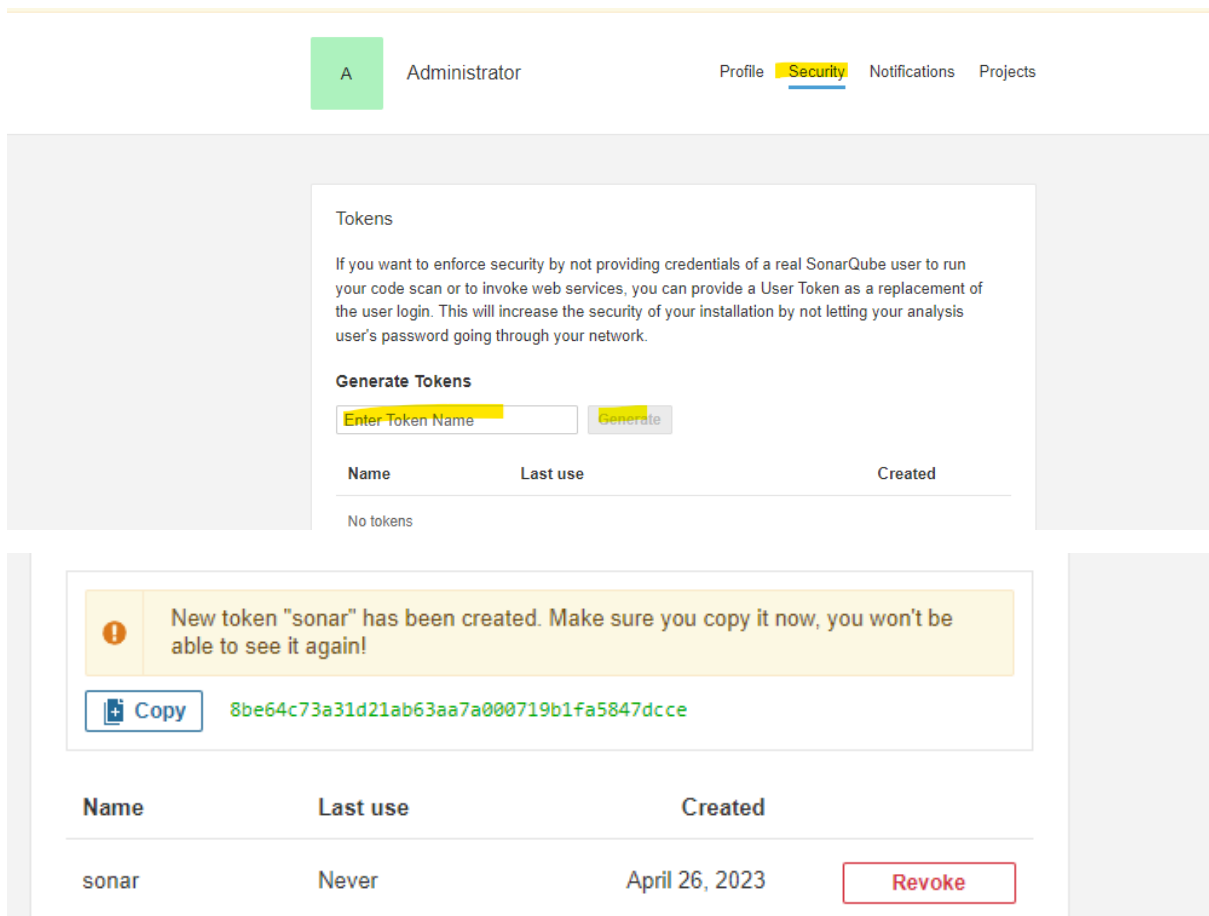 A
Administrator
Profile Security Notifications Projects
Tokens
If you want to enforce security by not providing credentials of a real SonarQube user to run
your code scan or to invoke web services, you can provide a User Token as a replacement of
the user login. This will increase the security of your installation by not letting your analysis
user's password going through your network.
Generate Tokens
Enter Token Name Generate
Name Last use Created
No tokens
New token "sonar" has been created. Make sure you copy it now, you won't be
able to see it again!
Copy 8be64c73a31d21ab63aa7a000719b1fa5847dcce
Name Last use Created
sonar Never April 26, 2023 Revoke